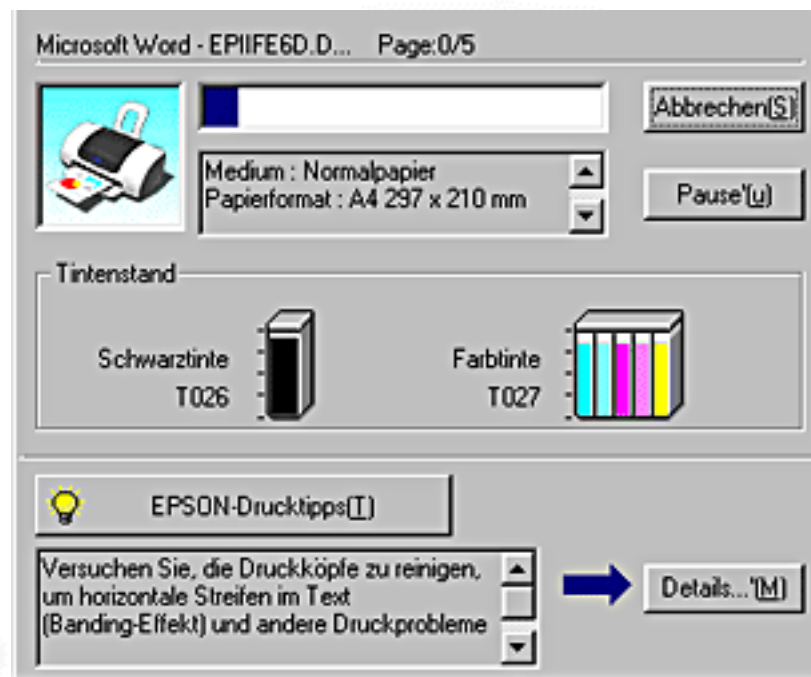 Microsoft Word - EPIIFE6D.D... Page:0/5
Abbrechen(S)
Medium : Normalpapier
Papierformat : A4 297 x 210 mm
Pause'(u)
Tintenstand
Schwarztinte
T026
Farbtinte
T027
EPSON-Drucktipps(T)
Versuchen Sie, die Druckköpfe zu reinigen,
um horizontale Streifen im Text
(Banding-Effekt) und andere Druckprobleme
Details...'(M)